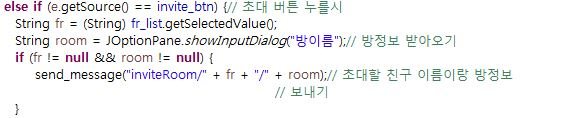 else if (e.getSource() == invite_btn) {// 초대 버튼 누를시
String fr = (String) fr_list.getSelectedValue();
String room = JOptionPane.showInputDialog("방이름");// 방정보 받아오기
if (fr != null && room != null) {
send_message("inviteRoom/" + fr + "/" + room);// 초대할 친구 이름이랑 방정보
// 보내기
}